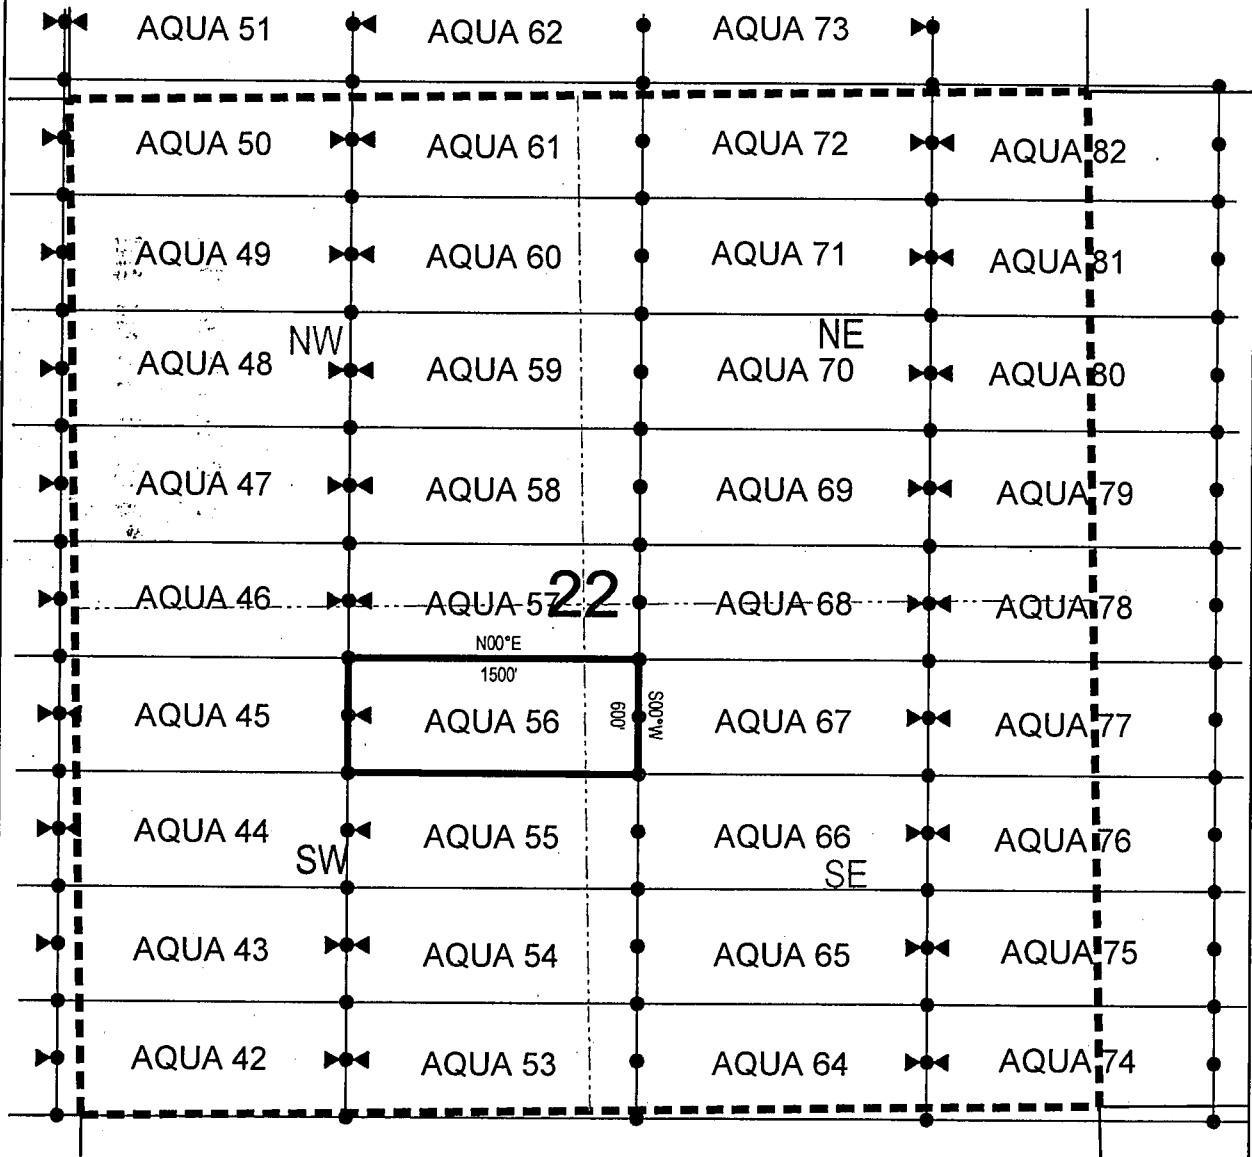 AQUA 51 AQUA 62 AQUA 73
AQUA 50 AQUA 61 AQUA 72 AQUA 82
AQUA 49 AQUA 60 AQUA 71 AQUA 81
NW NE
AQUA 48 AQUA 59 AQUA 70 AQUA 80
AQUA 47 AQUA 58 AQUA 69 AQUA 79
22
AQUA 46 AQUA 57 AQUA 68 AQUA 78
N00°E
1500'
AQUA 45 AQUA 56 600' S00°W AQUA 67 AQUA 77
AQUA 44 AQUA 55 AQUA 66 AQUA 76
SW SE
AQUA 43 AQUA 54 AQUA 65 AQUA 75
AQUA 42 AQUA 53 AQUA 64 AQUA 74